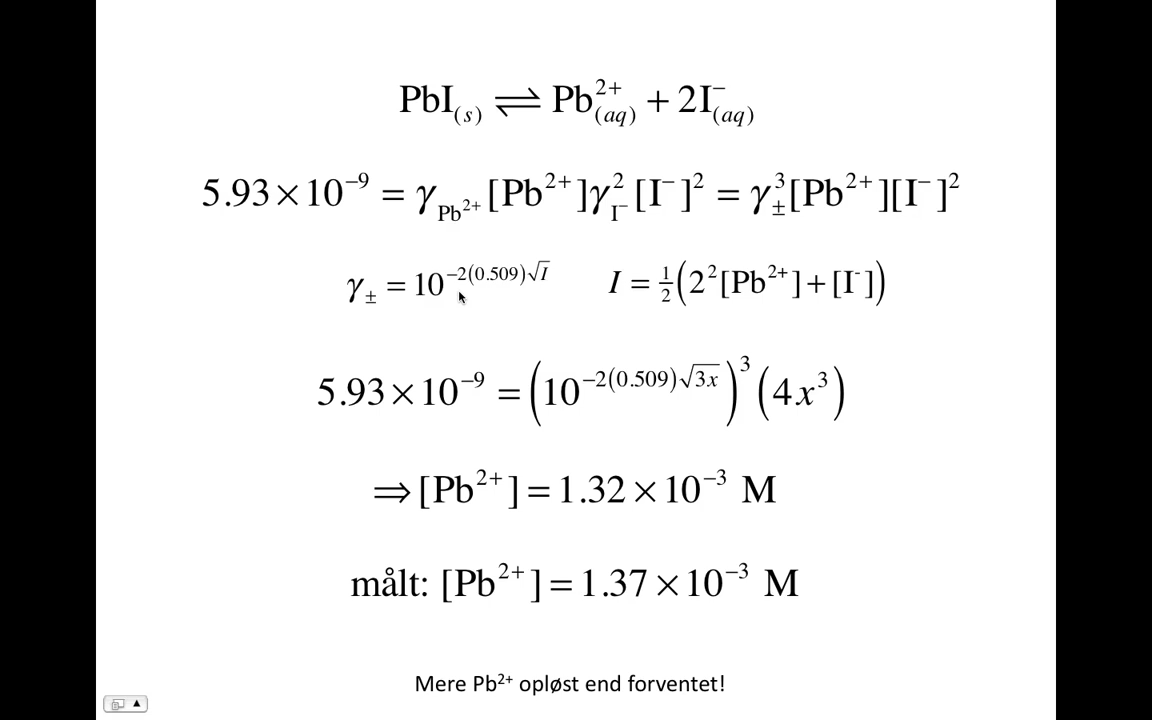 PbI(s) ⇌ Pb²⁺(aq) + 2I⁻(aq)
5.93×10⁻⁹ = γ_Pb²⁺ [Pb²⁺]γ²_I⁻ [I⁻]² = γ³±[Pb²⁺][I⁻]²
γ± = 10^(−2(0.509)√I) I = ½(2²[Pb²⁺]+[I⁻])
5.93×10⁻⁹ = (10^(−2(0.509)√(3x)))³(4x³)
⇒[Pb²⁺] = 1.32×10⁻³ M
målt: [Pb²⁺] = 1.37×10⁻³ M
Mere Pb²⁺ opløst end forventet!